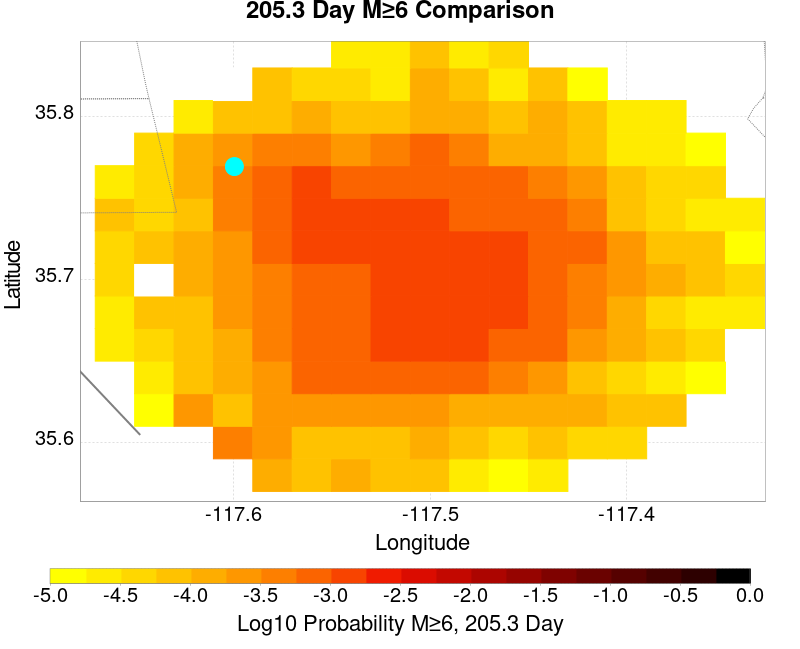 205.3 Day M≥6 Comparison
35.8
35.7
35.6
Latitude
-117.6 -117.5 -117.4
Longitude
-5.0 -4.5 -4.0 -3.5 -3.0 -2.5 -2.0 -1.5 -1.0 -0.5 0.0
Log10 Probability M≥6, 205.3 Day